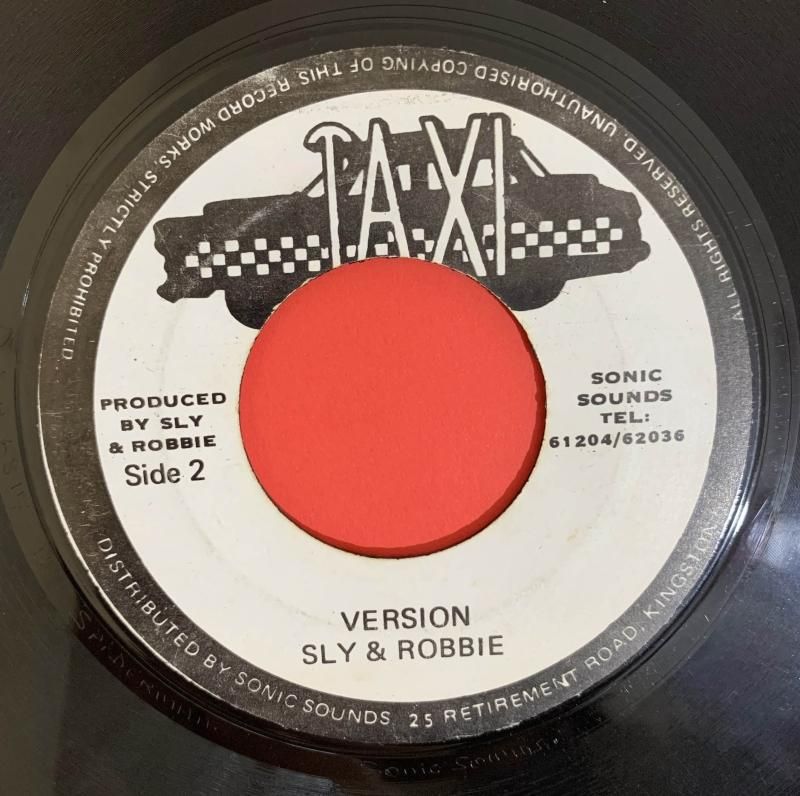 TAXI
PRODUCED
BY SLY
& ROBBIE
Side 2
SONIC
SOUNDS
TEL:
61204/62036
VERSION
SLY & ROBBIE
ALL RIGHTS RESERVED. UNAUTHORISED COPYING OF THIS RECORD WORKS STRICTLY PROHIBITED.
DISTRIBUTED BY SONIC SOUNDS 25 RETIREMENT ROAD, KINGSTON